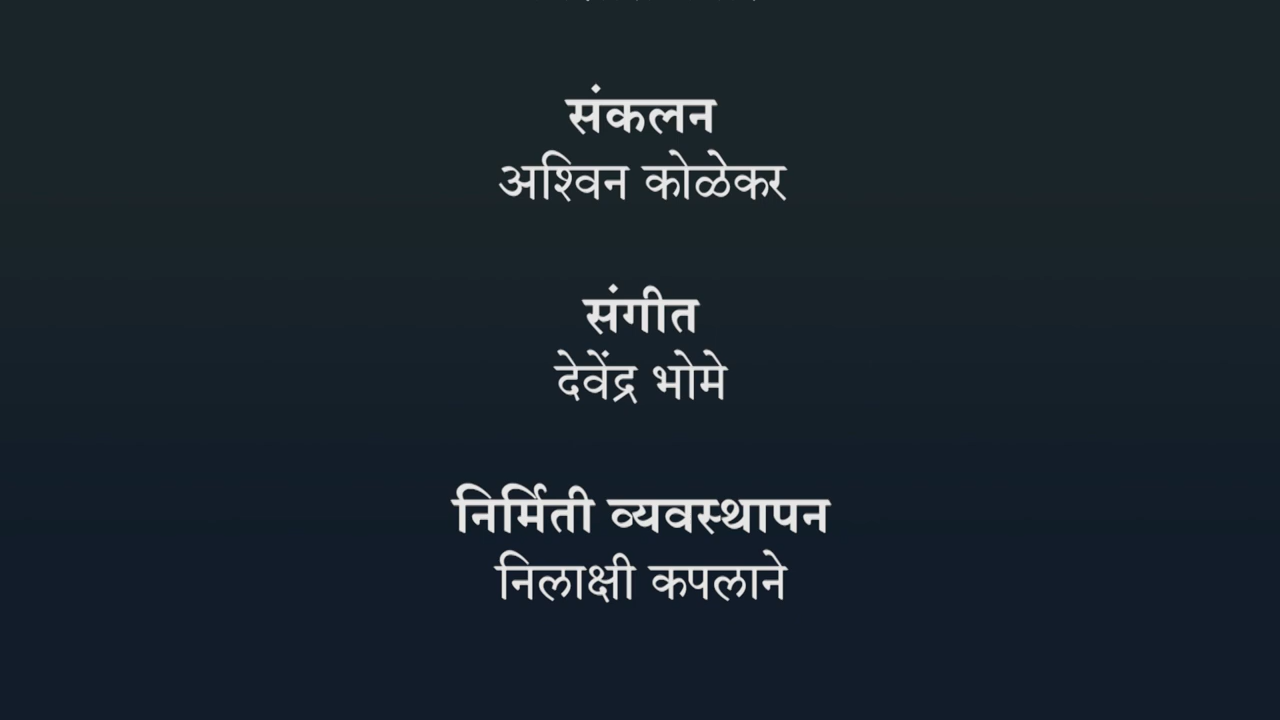 संकलन
अश्विन कोळेकर
संगीत
देवेंद्र भोमे
निर्मिती व्यवस्थापन
निलाक्षी कपलाने